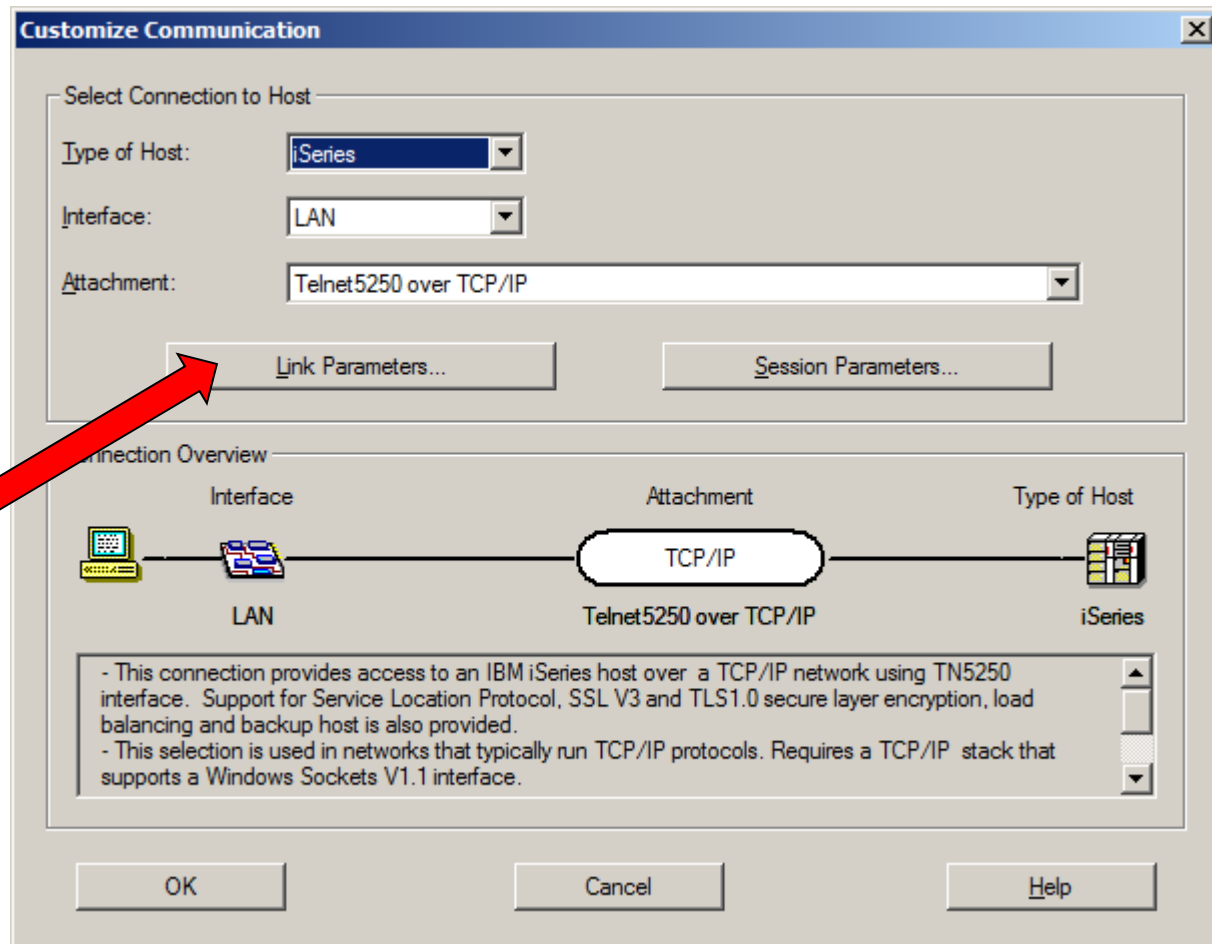 Customize Communication
Select Connection to Host
Type of Host:
iSeries
Interface:
LAN
Attachment:
Telnet5250 over TCP/IP
Link Parameters...
Session Parameters...
nnection Overview
Interface
Attachment
Type of Host
TCP/IP
LAN
Telnet5250 over TCP/IP
iSeries
- This connection provides access to an IBM iSeries host over a TCP/IP network using TN5250
interface. Support for Service Location Protocol, SSL V3 and TLS1.0 secure layer encryption, load
balancing and backup host is also provided.
- This selection is used in networks that typically run TCP/IP protocols. Requires a TCP/IP stack that
supports a Windows Sockets V1.1 interface.
OK
Cancel
Help